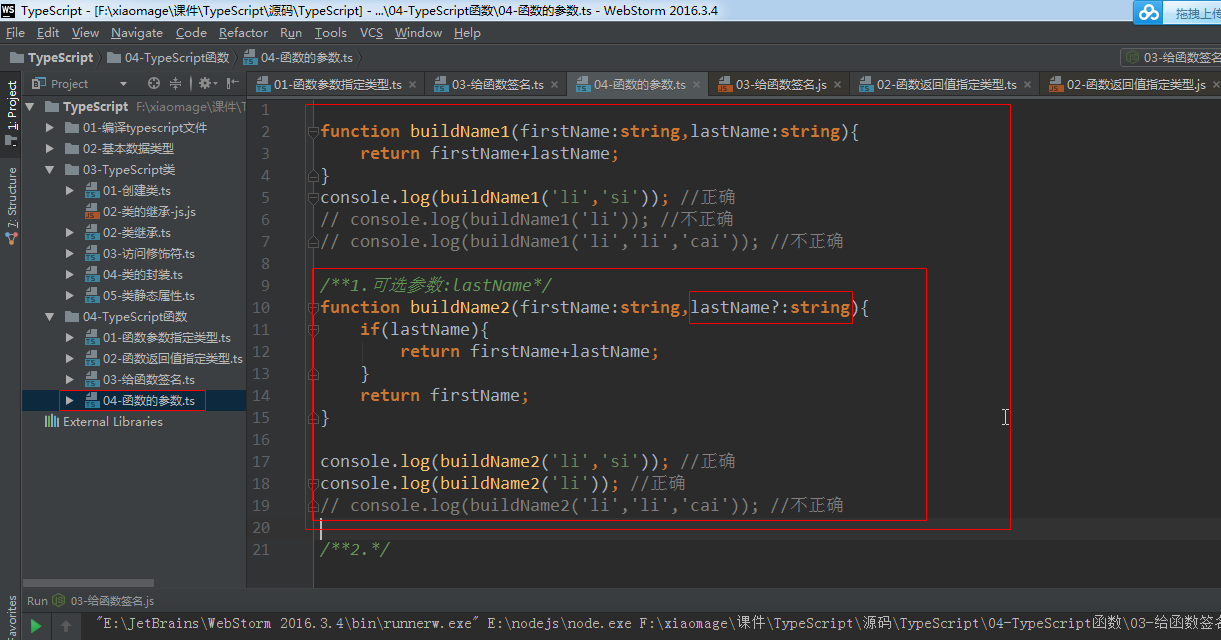 WS TypeScript - [F:\xiaomage\课件\TypeScript\源码\TypeScript] - ...\04-TypeScript函数\04-函数的参数.ts - WebStorm 2016.3.4
拖拽上传
File Edit View Navigate Code Refactor Run Tools VCS Window Help
TypeScript 04-TypeScript函数 04-函数的参数.ts
03-给函数签名
Project
01-函数参数指定类型.ts × 03-给函数签名.ts × 04-函数的参数.ts × 03-给函数签名.js × 02-函数返回值指定类型.ts × 02-函数返回值指定类型.js ×
1: Project
7: Structure
Favorites
TypeScript F:\xiaomage\课件\T
01-编译typescript文件
02-基本数据类型
03-TypeScript类
01-创建类.ts
02-类的继承-js.js
02-类继承.ts
03-访问修饰符.ts
04-类的封装.ts
05-类静态属性.ts
04-TypeScript函数
01-函数参数指定类型.ts
02-函数返回值指定类型.ts
03-给函数签名.ts
04-函数的参数.ts
External Libraries
1
2 function buildName1(firstName:string,lastName:string){
3 return firstName+lastName;
4 }
5 console.log(buildName1('li','si')); //正确
6 // console.log(buildName1('li')); //不正确
7 // console.log(buildName1('li','li','cai')); //不正确
8
9 /**1.可选参数:lastName*/
10 function buildName2(firstName:string,lastName?:string){
11 if(lastName){
12 return firstName+lastName;
13 }
14 return firstName;
15 }
16
17 console.log(buildName2('li','si')); //正确
18 console.log(buildName2('li')); //正确
19 // console.log(buildName2('li','li','cai')); //不正确
20
21 /**2.*/
Run 03-给函数签名.js
"E:\JetBrains\WebStorm 2016.3.4\bin\runnerw.exe" E:\nodejs\node.exe F:\xiaomage\课件\TypeScript\源码\TypeScript\04-TypeScript函数\03-给函数签名